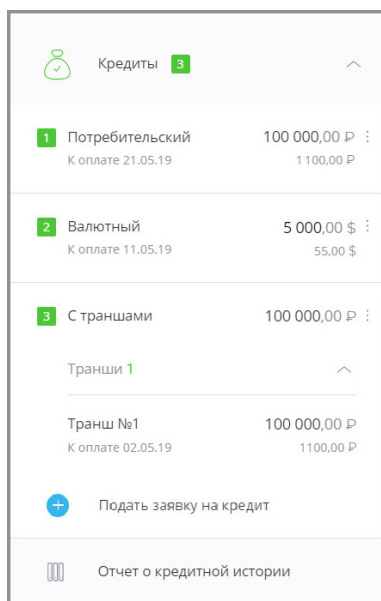 Кредиты 3
1 Потребительский 100 000,00 ₽
К оплате 21.05.19 1 100,00 ₽
2 Валютный 5 000,00 $
К оплате 11.05.19 55,00 $
3 С траншами 100 000,00 ₽
Транши 1
Транш №1 100 000,00 ₽
К оплате 02.05.19 1100,00 ₽
Подать заявку на кредит
Отчет о кредитной истории